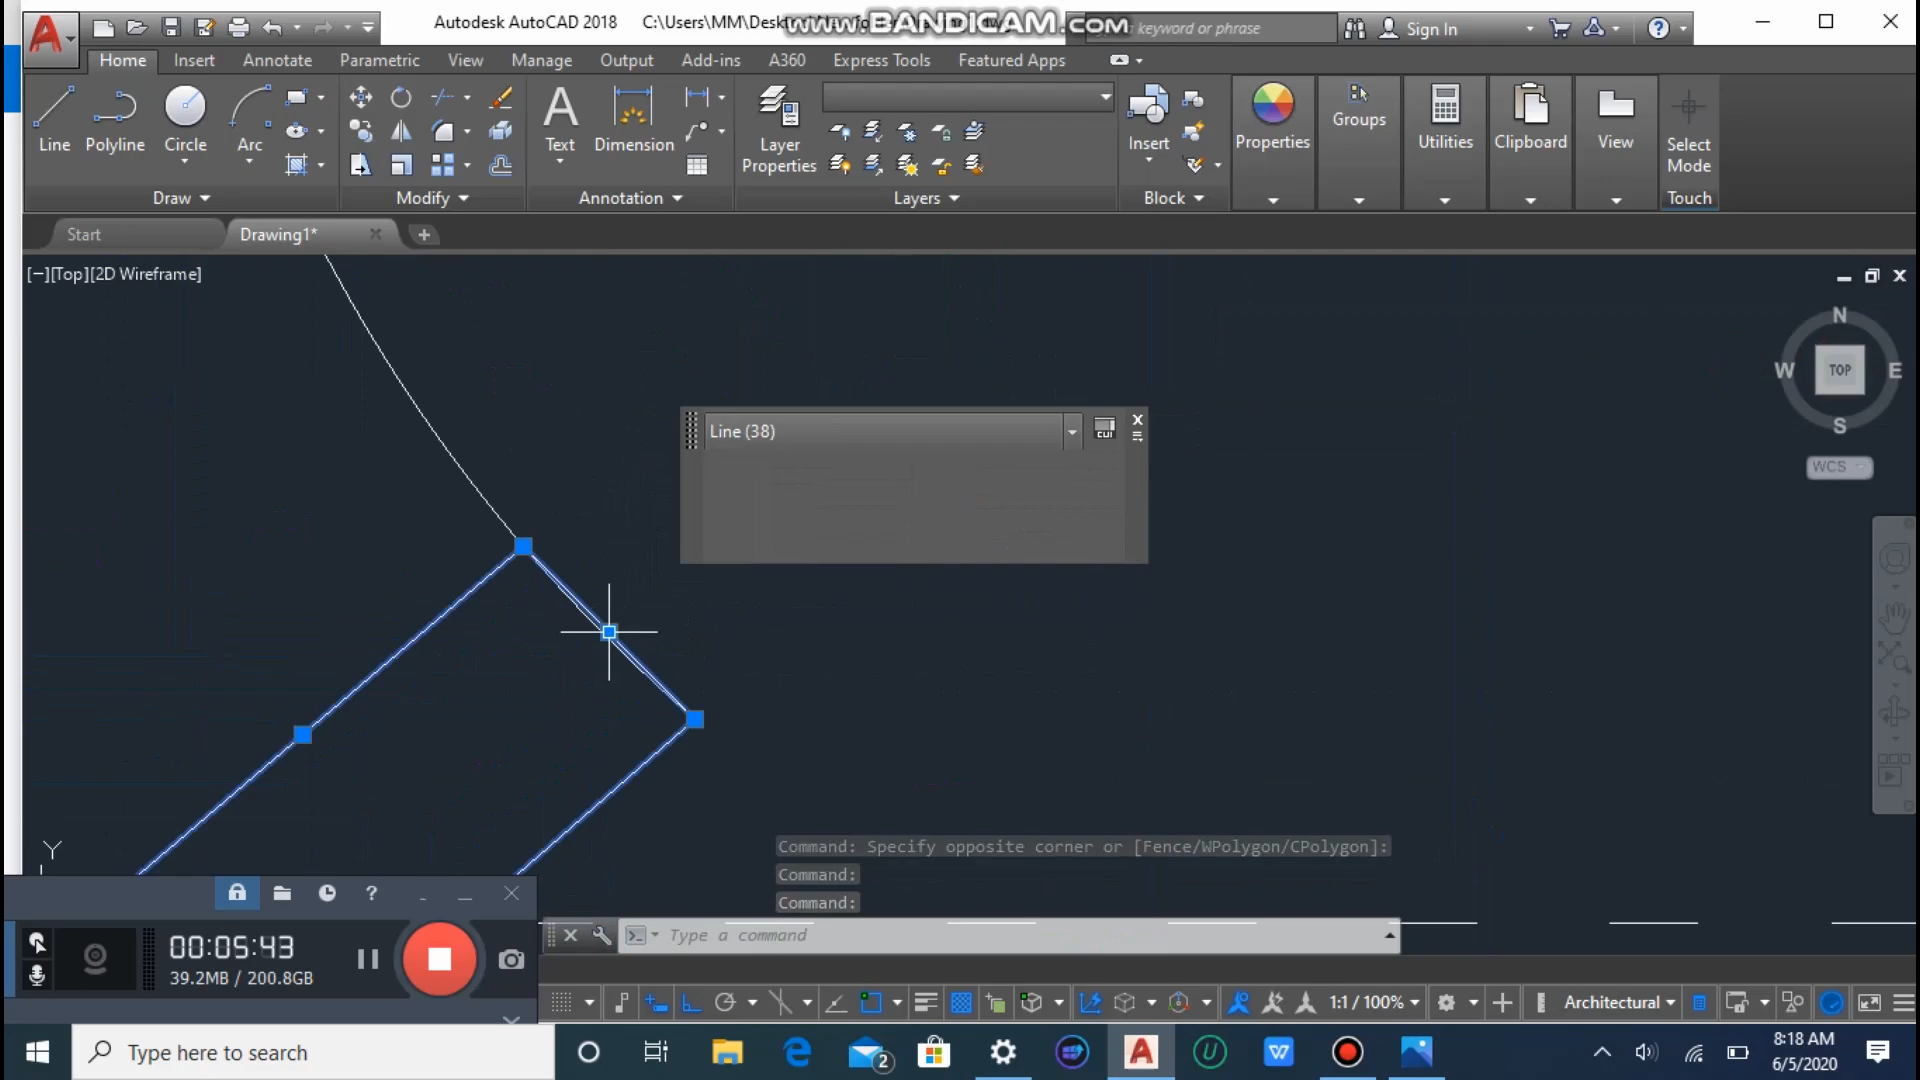 Autodesk AutoCAD 2018 C:\Users\MM\Desk
www.BANDICAM.com
keyword or phrase
Sign In
Home Insert Annotate Parametric View Manage Output Add-ins A360 Express Tools Featured Apps
Line Polyline Circle Arc
Text Dimension
Layer Properties
Insert
Properties Groups Utilities Clipboard View
Select Mode
Draw Modify Annotation Layers Block Touch
Start Drawing1*
[−][Top][2D Wireframe]
N
W TOP E
S
WCS
Line (38)
CUI
Y
Command: Specify opposite corner or [Fence/WPolygon/CPolygon]:
Command:
Command:
Type a command
00:05:43
39.2MB / 200.8GB
1:1 / 100% Architectural
Type here to search
2
8:18 AM
6/5/2020